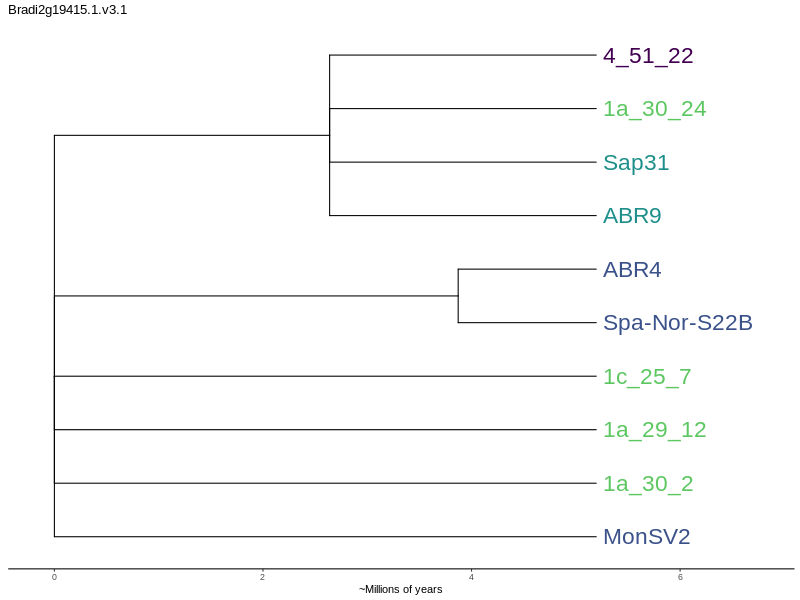 Bradi2g19415.1.v3.1
4_51_22
1a_30_24
Sap31
ABR9
ABR4
Spa-Nor-S22B
1c_25_7
1a_29_12
1a_30_2
MonSV2
0 2 4 6
~Millions of years